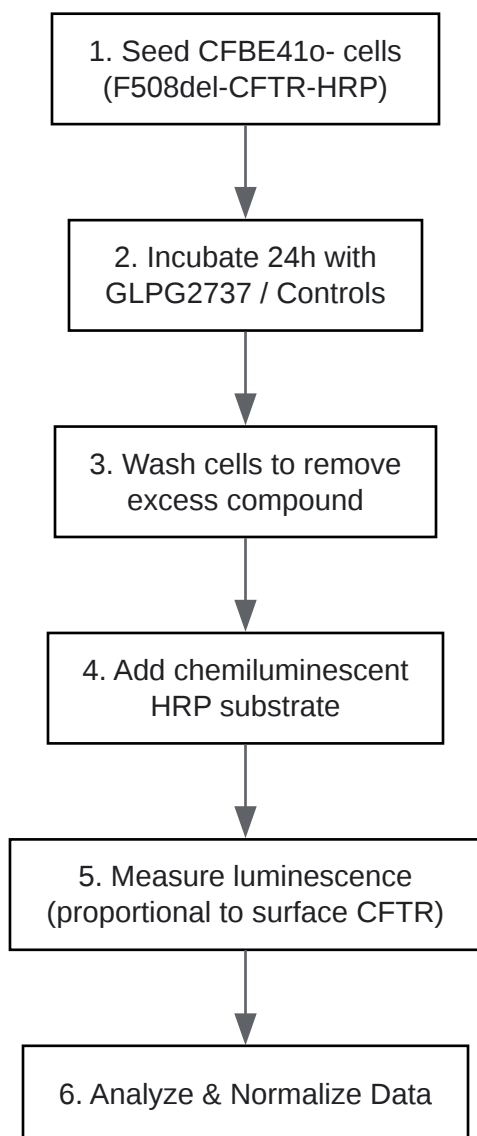 1. Seed CFBE41o- cells
(F508del-CFTR-HRP)
2. Incubate 24h with
GLPG2737 / Controls
3. Wash cells to remove
excess compound
4. Add chemiluminescent
HRP substrate
5. Measure luminescence
(proportional to surface CFTR)
6. Analyze & Normalize Data